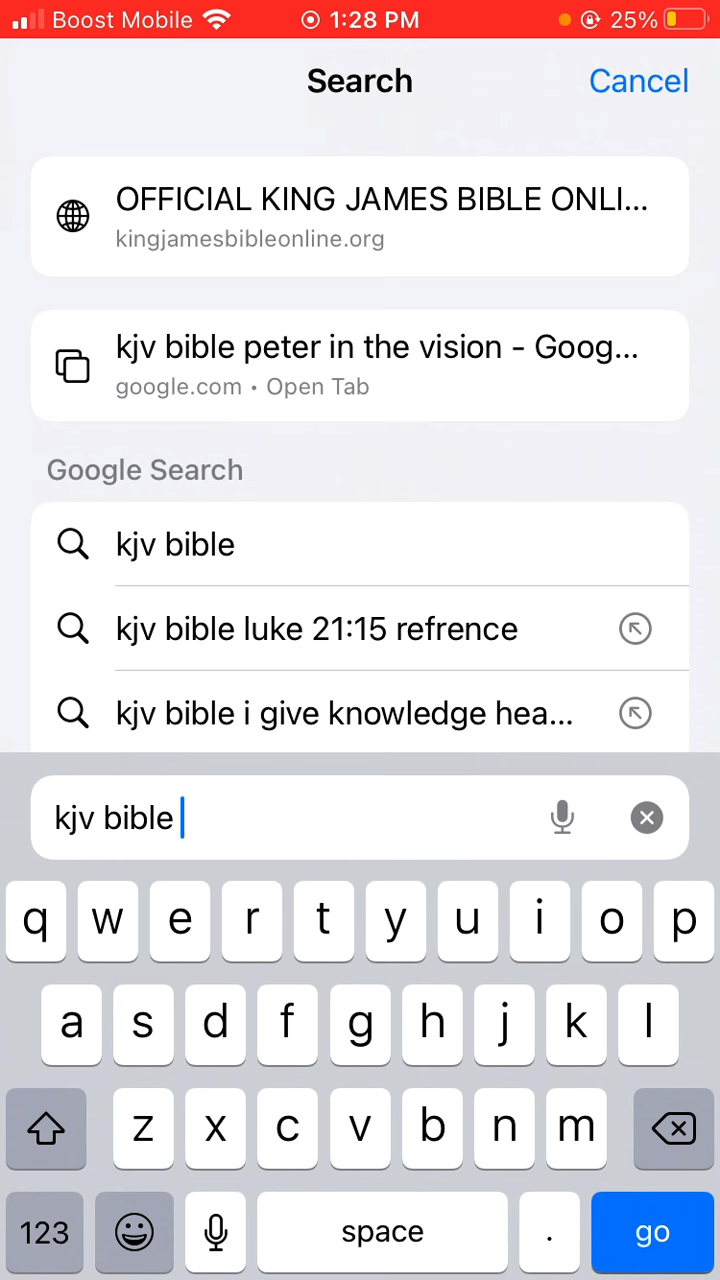 Boost Mobile 1:28 PM 25%
Search Cancel
OFFICIAL KING JAMES BIBLE ONLI...
kingjamesbibleonline.org
kjv bible peter in the vision - Goog...
google.com • Open Tab
Google Search
kjv bible
kjv bible luke 21:15 refrence
kjv bible i give knowledge hea...
kjv bible
q w e r t y u i o p
a s d f g h j k l
z x c v b n m
123 space . go